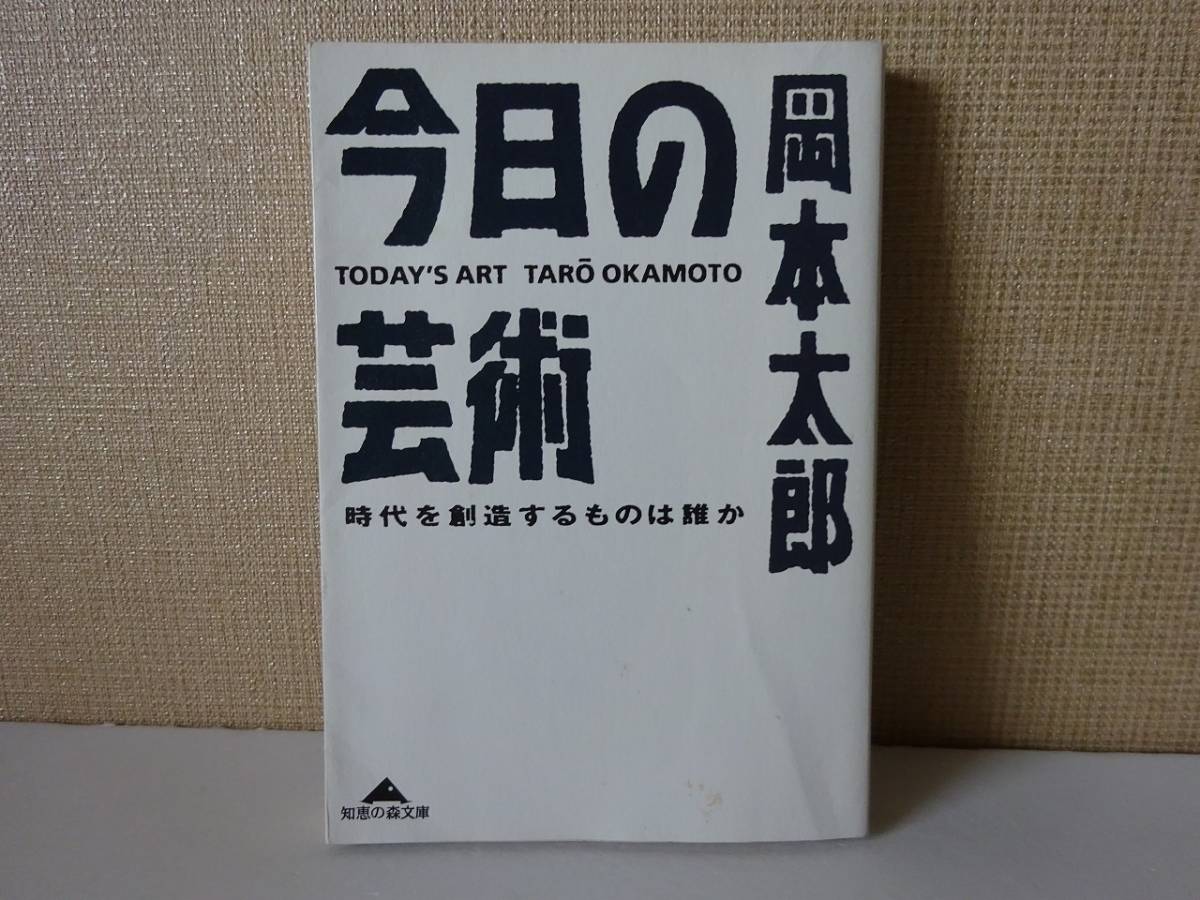 今日の
TODAY'S ART TARŌ OKAMOTO
芸術
時代を創造するものは誰か
岡本太郎
知恵の森文庫